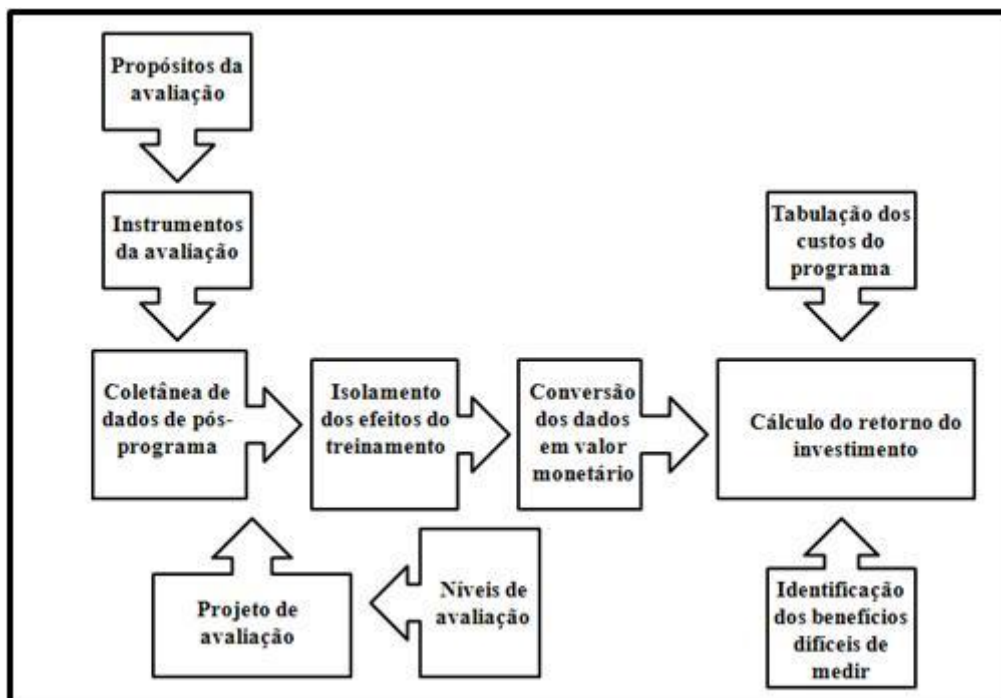 Propósitos da
avaliação
Instrumentos
da avaliação
Tabulação dos
custos do
programa
Coletânea de
dados de pós-
programa
Isolamento
dos efeitos do
treinamento
Conversão
dos dados
em valor
monetário
Cálculo do retorno do
investimento
Projeto de
avaliação
Níveis de
avaliação
Identificação
dos benefícios
difíceis de
medir